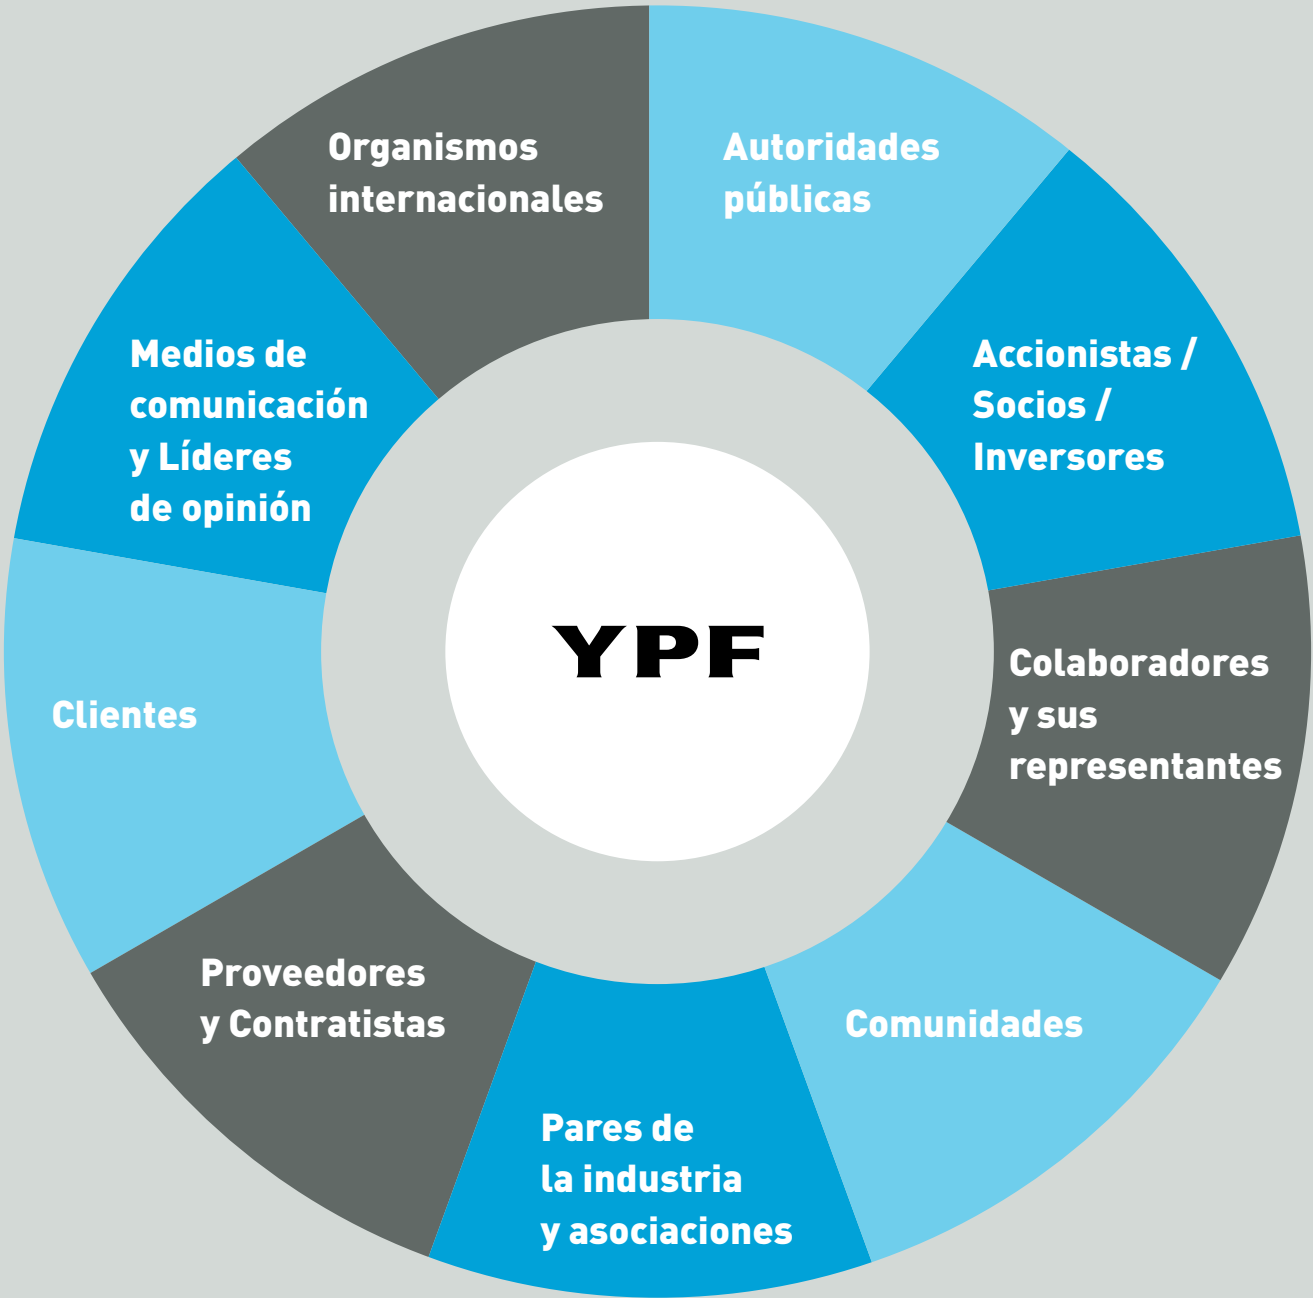 Organismos
internacionales
Autoridades
públicas
Accionistas /
Socios /
Inversores
Colaboradores
y sus
representantes
Comunidades
Pares de
la industria
y asociaciones
Proveedores
y Contratistas
Clientes
Medios de
comunicación
y Líderes
de opinión
YPF